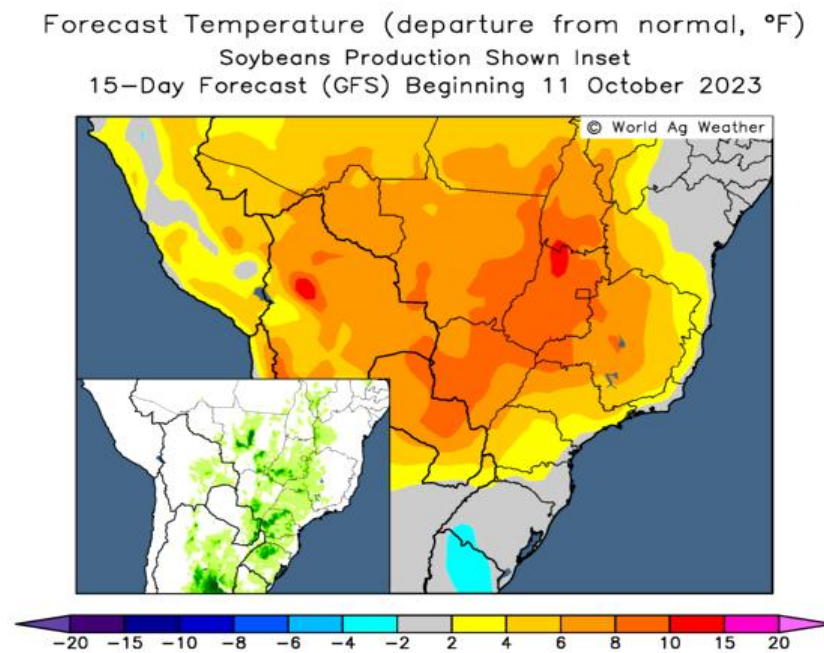 Forecast Temperature (departure from normal, °F)
Soybeans Production Shown Inset
15-Day Forecast (GFS) Beginning 11 October 2023
© World Ag Weather
-20 -15 -10 -8 -6 -4 -2 2 4 6 8 10 15 20